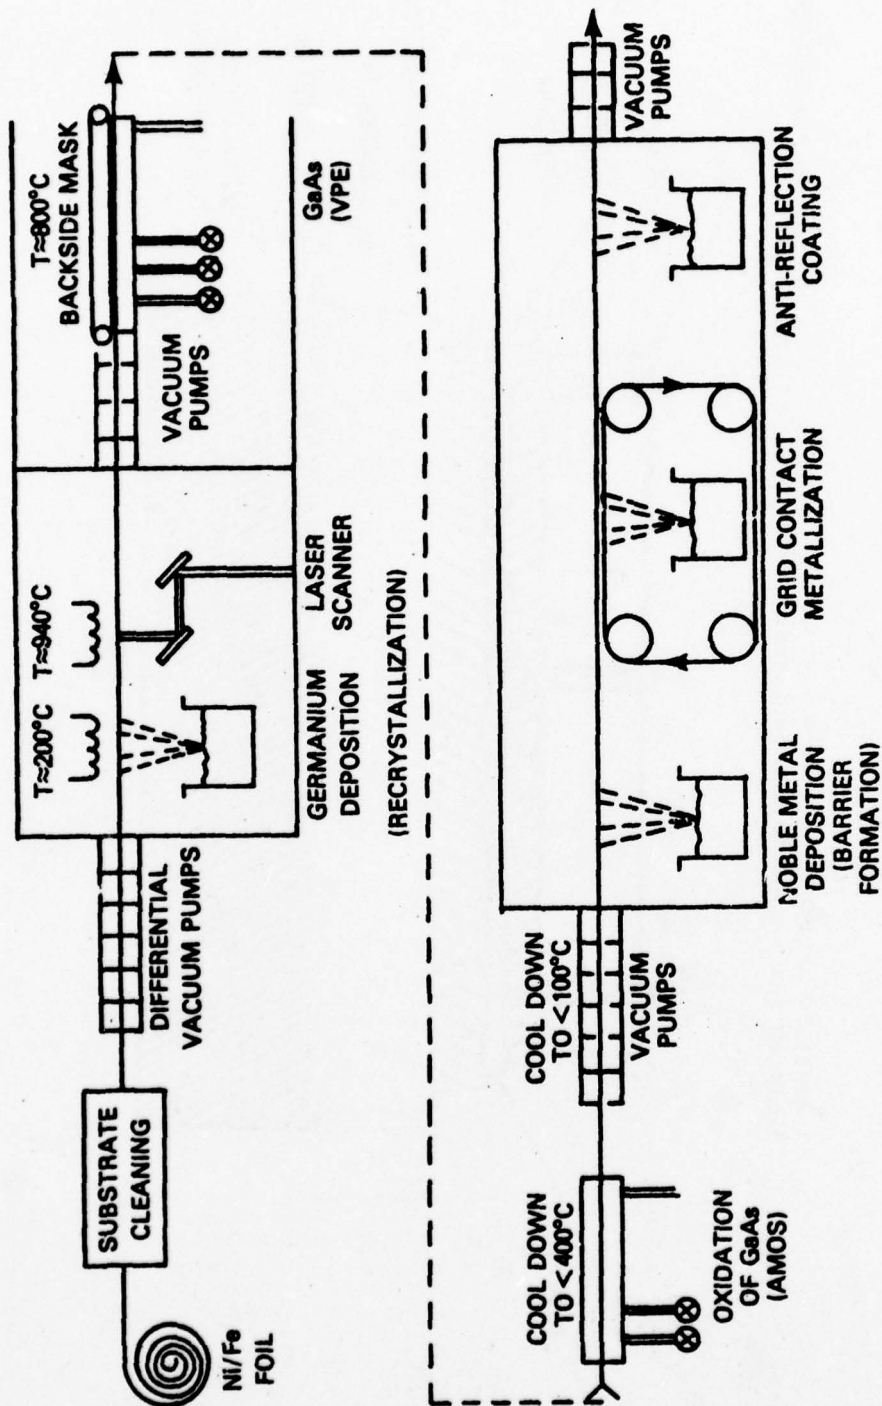 Ni/Fe
FOIL
SUBSTRATE
CLEANING
DIFFERENTIAL
VACUUM PUMPS
T≈200°C
T≈940°C
GERMANIUM
DEPOSITION
LASER
SCANNER
(RECRYSTALLIZATION)
VACUUM
PUMPS
T≈800°C
BACKSIDE MASK
GaAs
(VPE)
COOL DOWN
TO <400°C
OXIDATION
OF GaAs
(AMOS)
COOL DOWN
TO <100°C
VACUUM
PUMPS
NOBLE METAL
DEPOSITION
(BARRIER
FORMATION)
GRID CONTACT
METALLIZATION
ANTI-REFLECTION
COATING
VACUUM
PUMPS